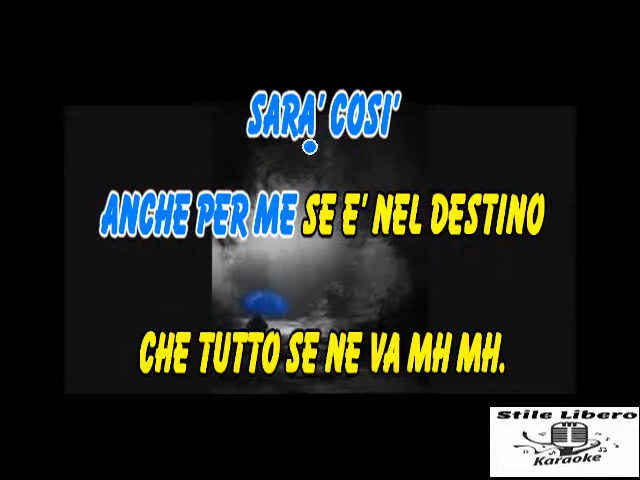 SARA' COSI'
ANCHE PER ME SE E' NEL DESTINO
CHE TUTTO SE NE VA MH MH.
Stile Libero
Karaoke